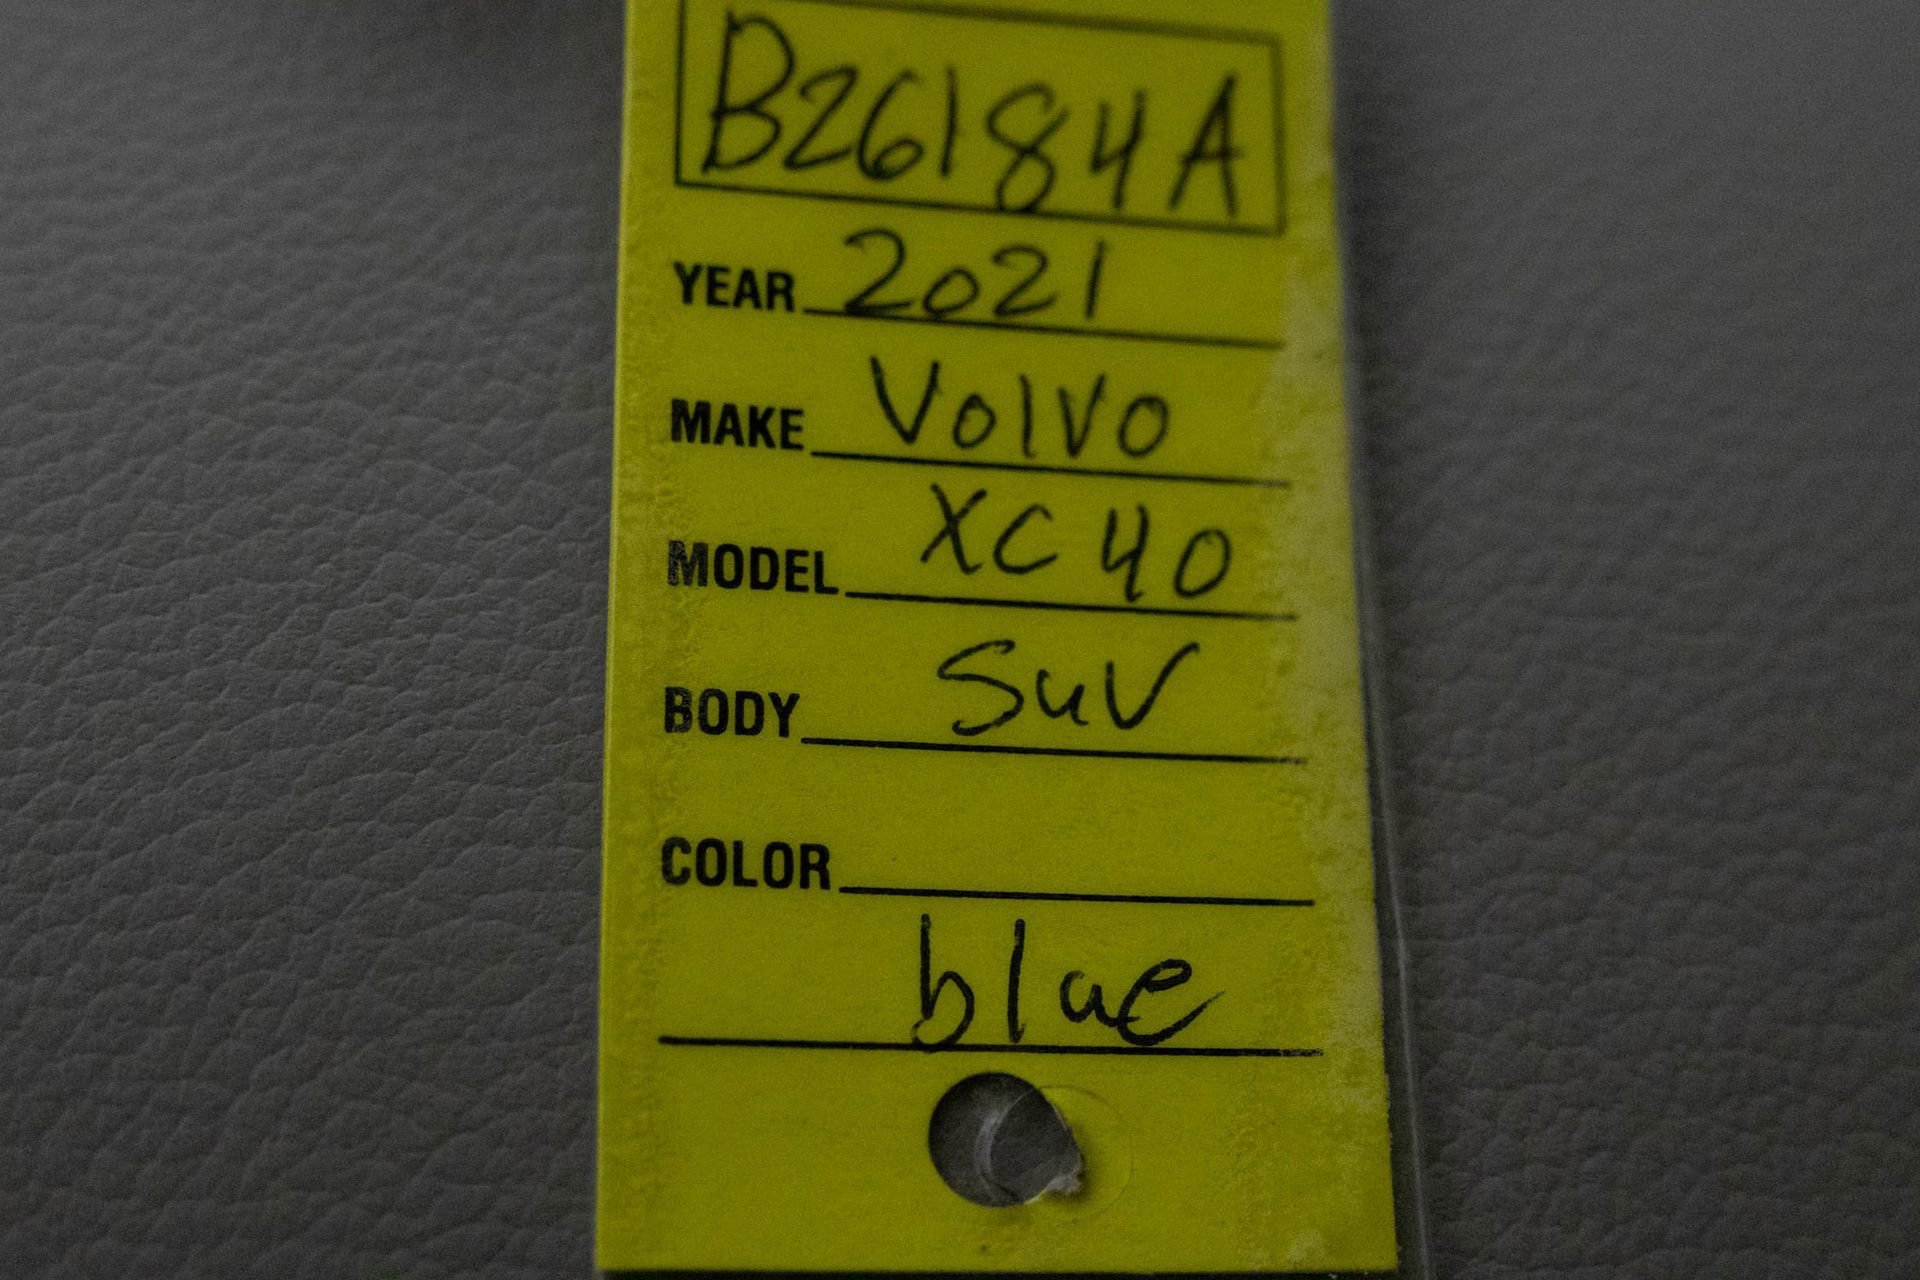 B26184A
YEAR 2021
MAKE Volvo
MODEL XC40
BODY SuV
COLOR
blue